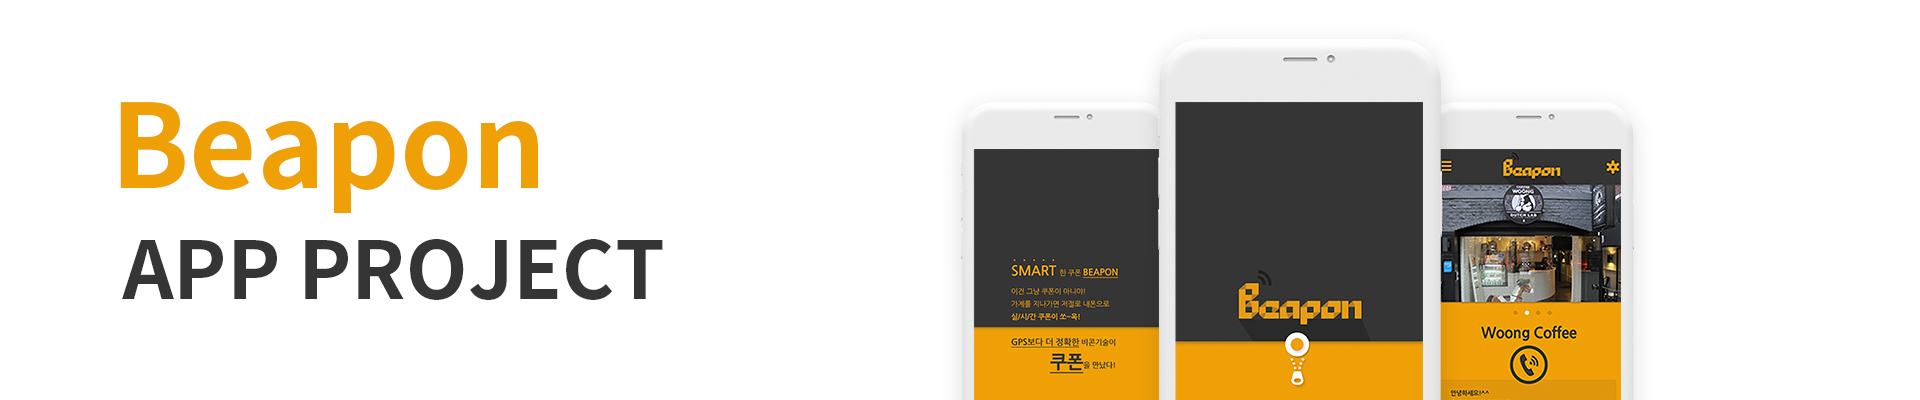 Beapon
APP PROJECT
SMART 한 쿠폰 BEAPON
이건 그냥 쿠폰이 아니야!
가게를 지나가면 저절로 내폰으로
실/시/간 쿠폰이 쏘~옥!
GPS보다 더 정확한 비콘기술이
쿠폰을 만났다!
Beapon
Beapon
COFFEE
WOONG
DUTCH LAB
Woong Coffee
안녕하세요!^^